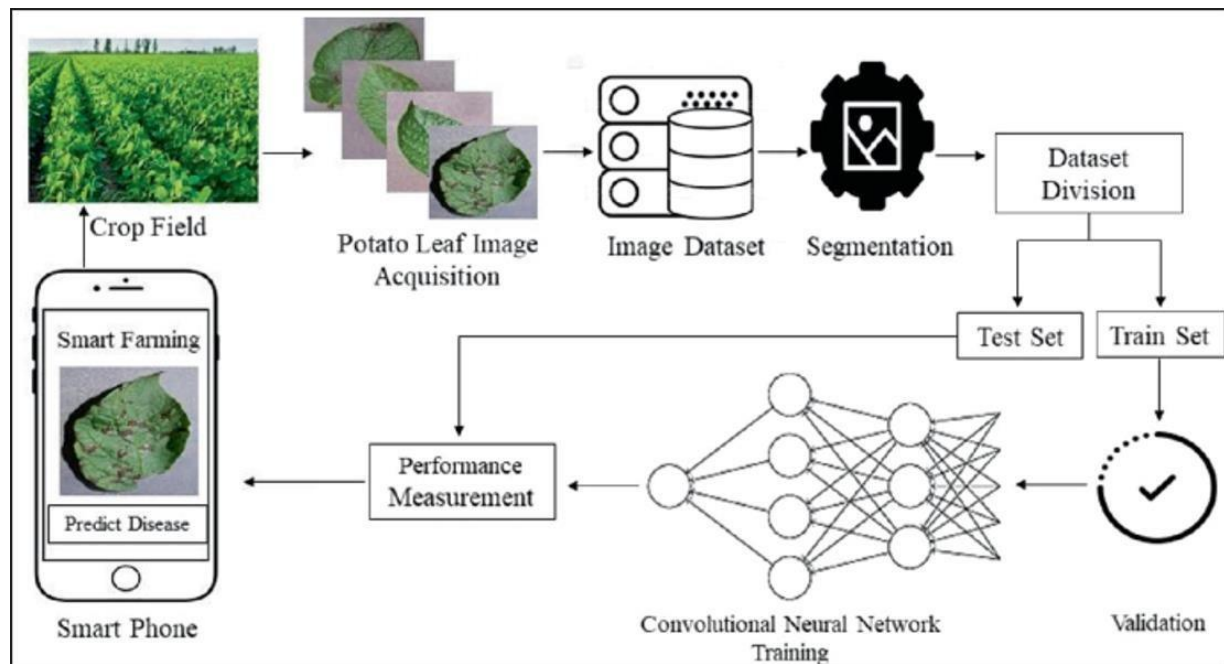 Crop Field
Potato Leaf Image
Acquisition
Image Dataset
Segmentation
Dataset
Division
Test Set
Train Set
Smart Farming
Predict Disease
Smart Phone
Performance
Measurement
Convolutional Neural Network
Training
Validation